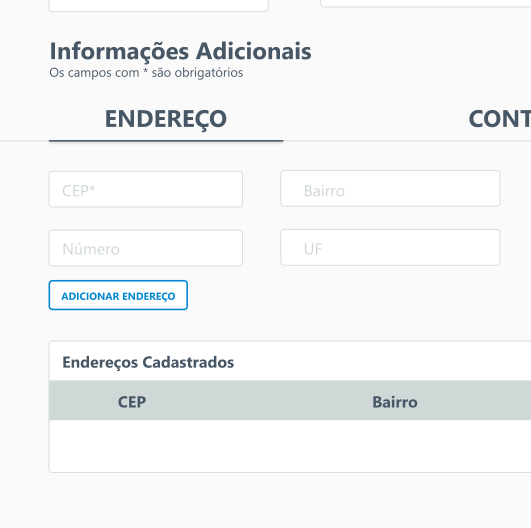 Informações Adicionais
Os campos com * são obrigatórios
ENDEREÇO CONT
CEP* Bairro
Número UF
ADICIONAR ENDEREÇO
Endereços Cadastrados
CEP Bairro